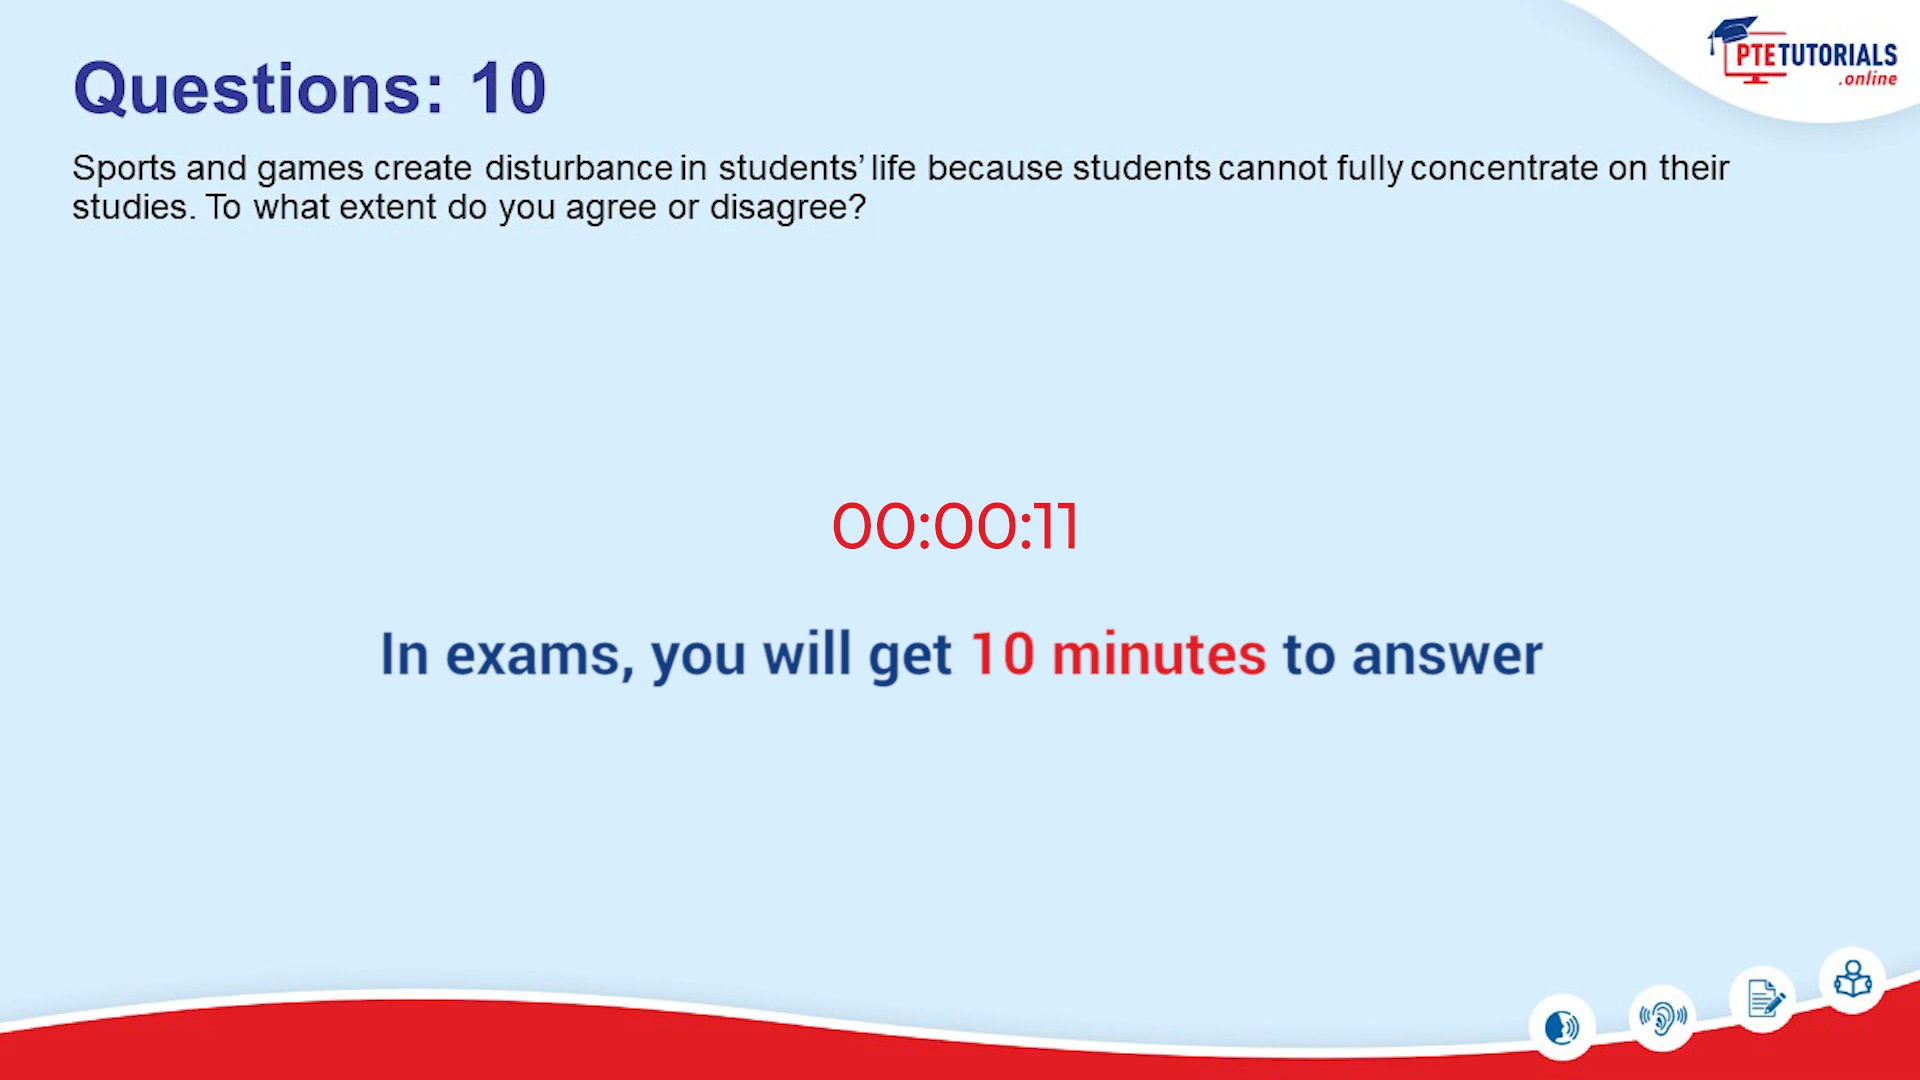 PTETUTORIALS
.online
Questions: 10
Sports and games create disturbance in students’ life because students cannot fully concentrate on their
studies. To what extent do you agree or disagree?
00:00:11
In exams, you will get 10 minutes to answer